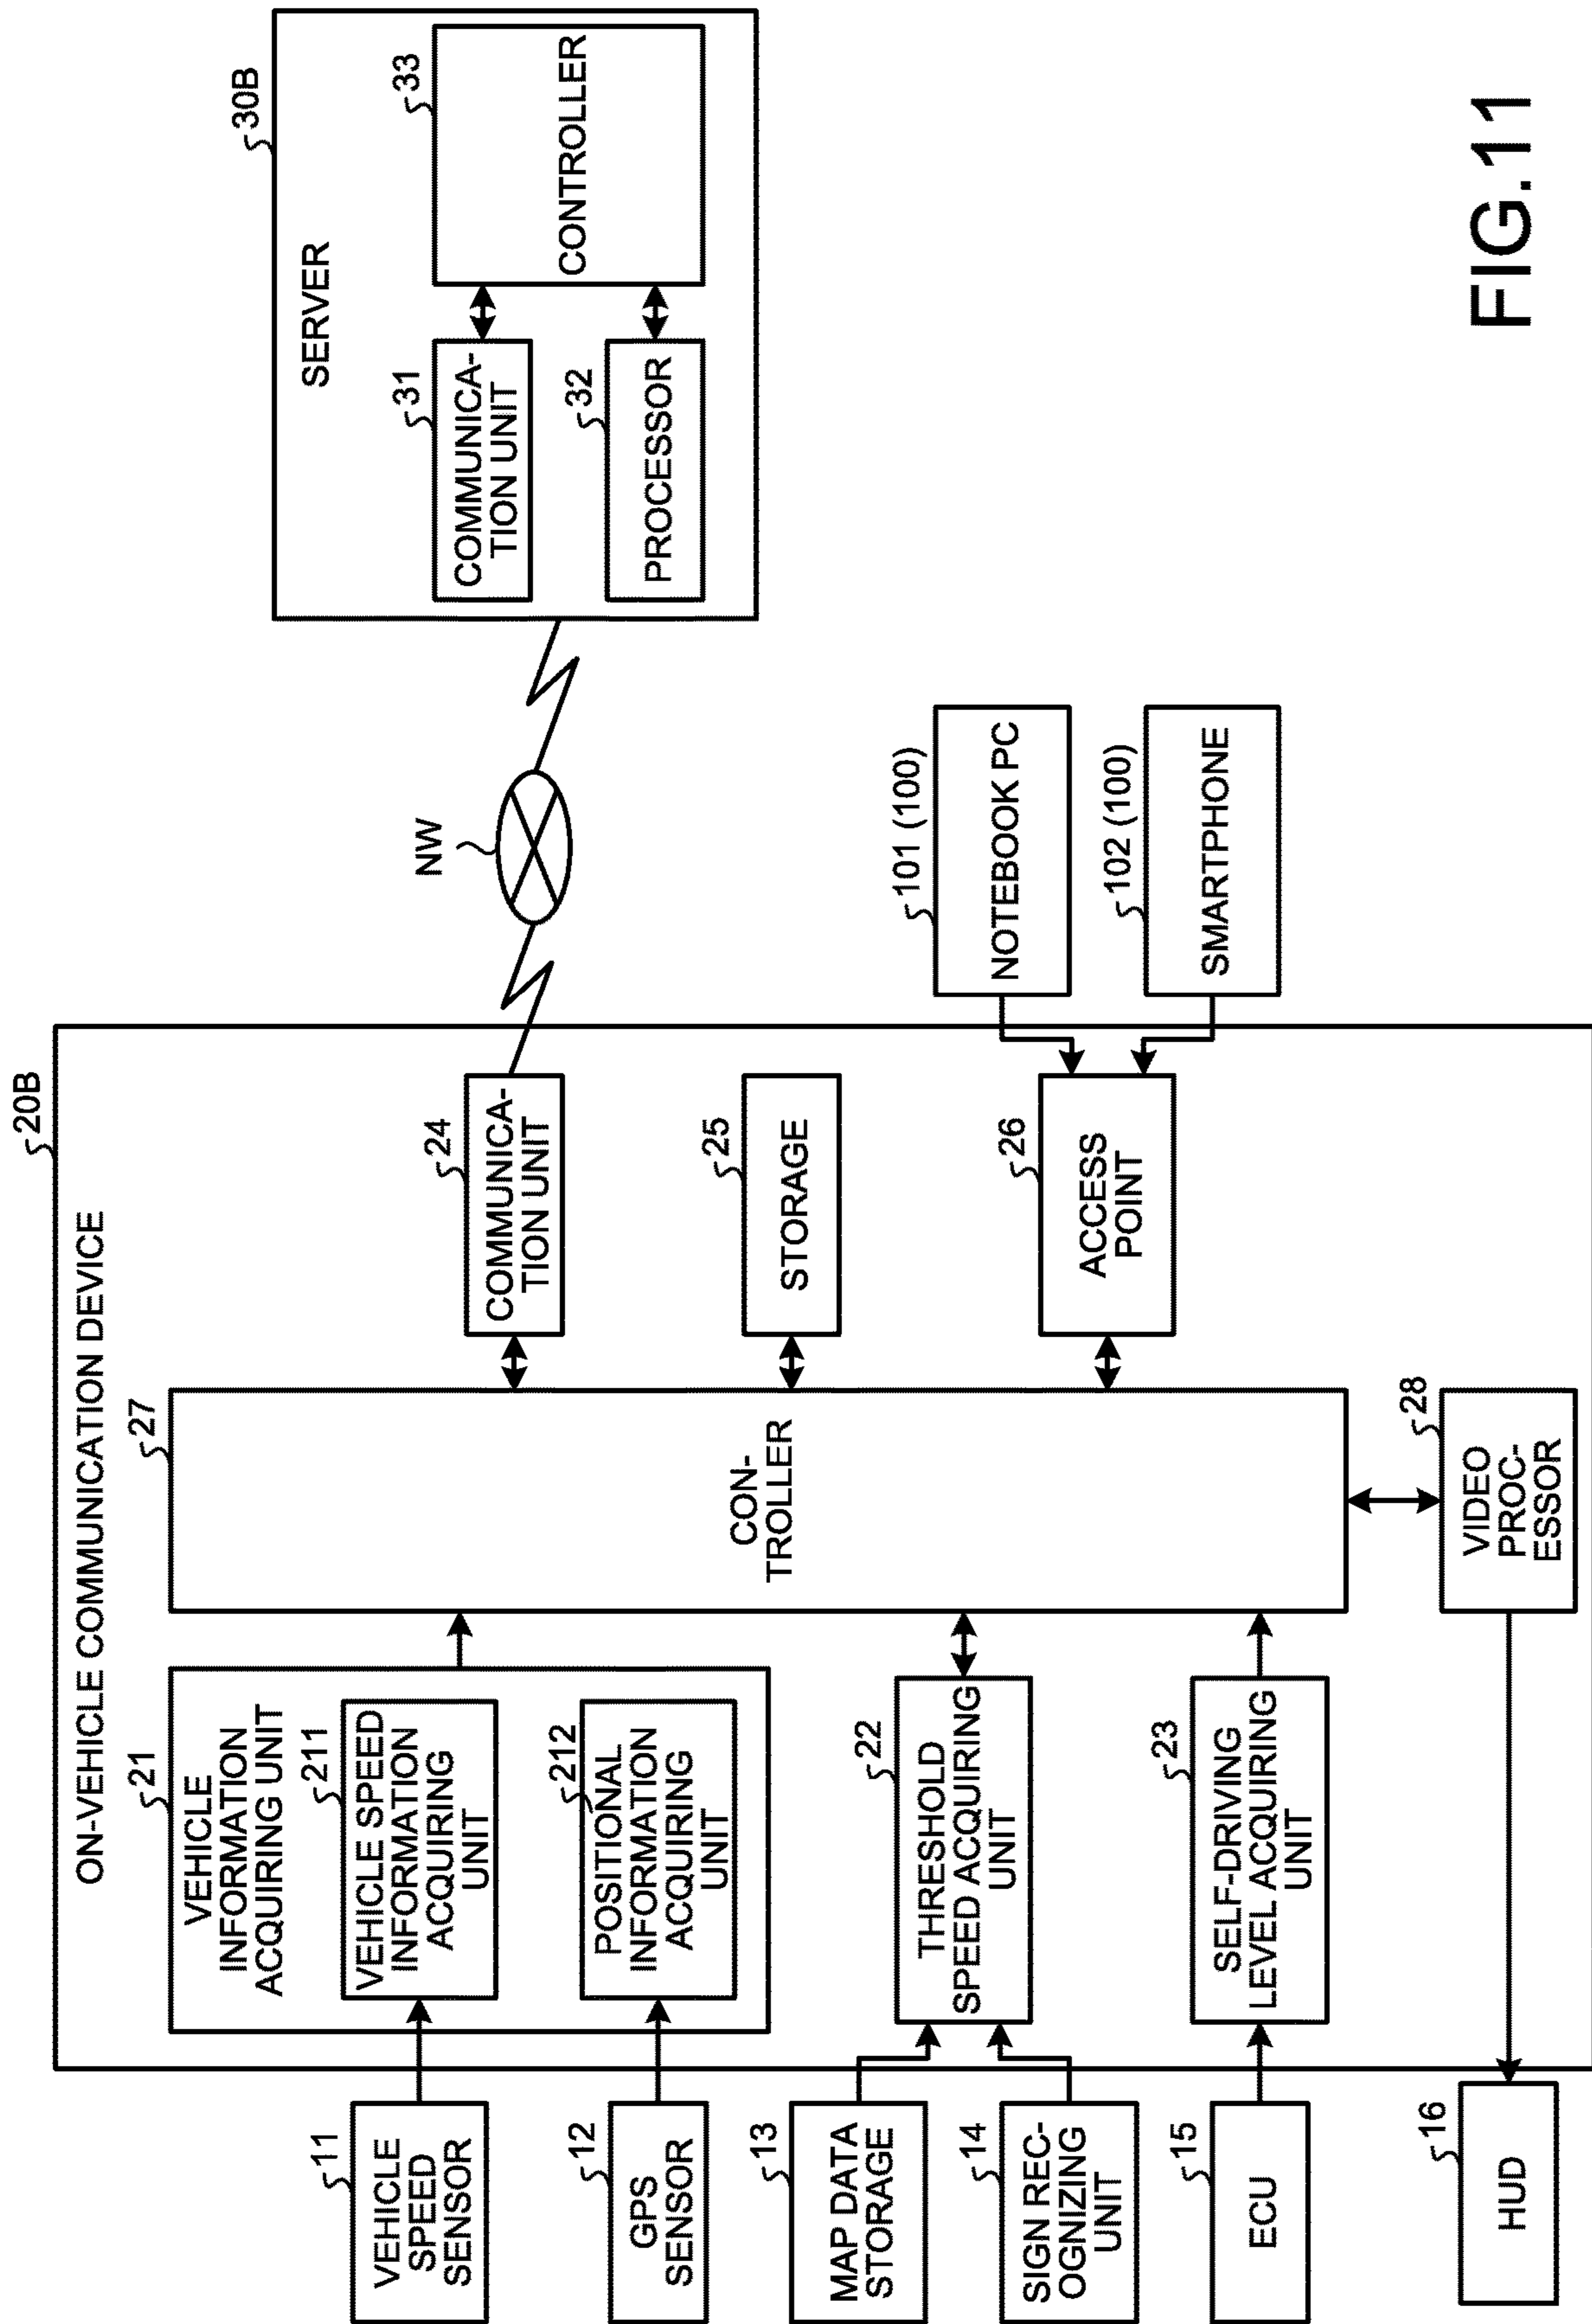 20B
ON-VEHICLE COMMUNICATION DEVICE
11
VEHICLE
SPEED
SENSOR
12
GPS
SENSOR
13
MAP DATA
STORAGE
14
SIGN REC-
OGNIZING
UNIT
15
ECU
16
HUD
21
VEHICLE
INFORMATION
ACQUIRING UNIT
211
VEHICLE SPEED
INFORMATION
ACQUIRING
UNIT
212
POSITIONAL
INFORMATION
ACQUIRING
UNIT
22
THRESHOLD
SPEED ACQUIRING
UNIT
23
SELF-DRIVING
LEVEL ACQUIRING
UNIT
27
CON-
TROLLER
28
VIDEO
PROC-
ESSOR
24
COMMUNICA-
TION UNIT
25
STORAGE
26
ACCESS
POINT
NW
101 (100)
NOTEBOOK PC
102 (100)
SMARTPHONE
30B
SERVER
31
COMMUNICA-
TION UNIT
32
PROCESSOR
33
CONTROLLER
FIG.11